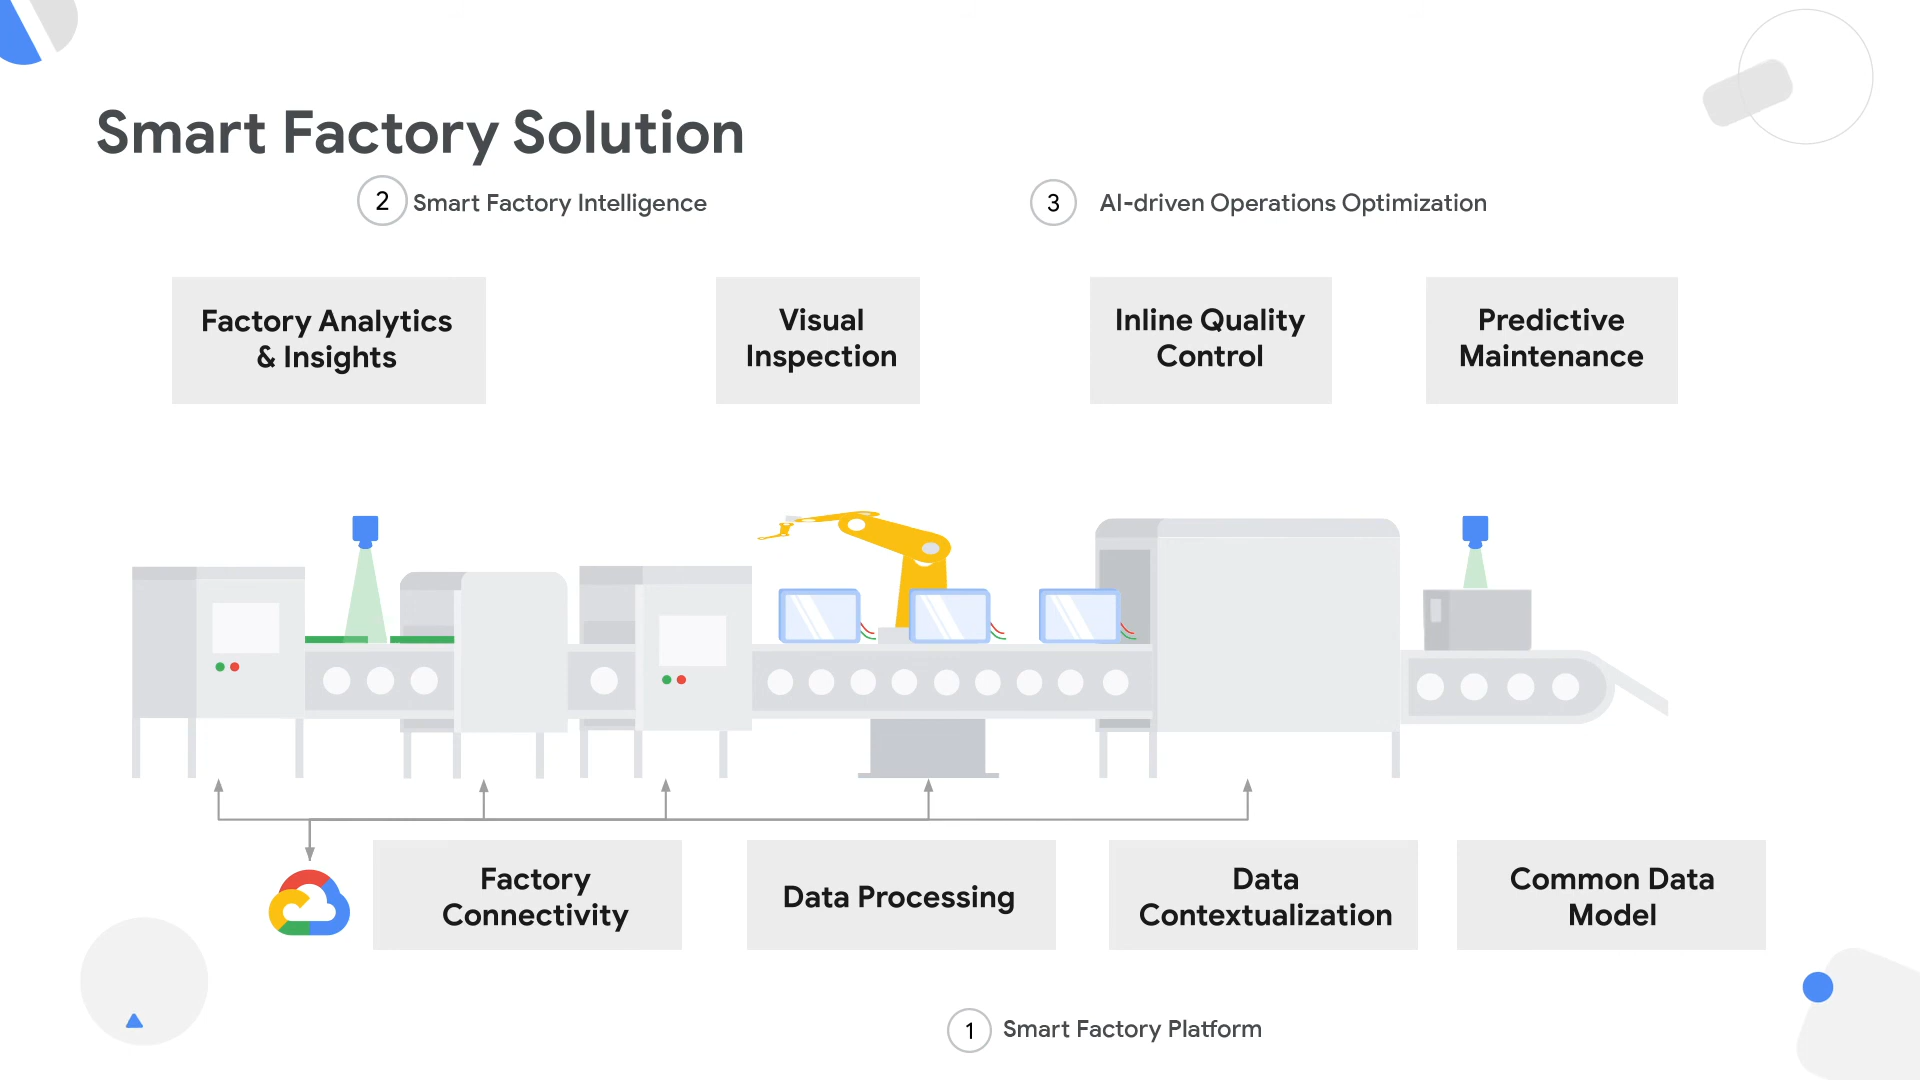 Smart Factory Solution
2 Smart Factory Intelligence
3 AI-driven Operations Optimization
Factory Analytics
& Insights
Visual
Inspection
Inline Quality
Control
Predictive
Maintenance
Factory
Connectivity
Data Processing
Data
Contextualization
Common Data
Model
1 Smart Factory Platform